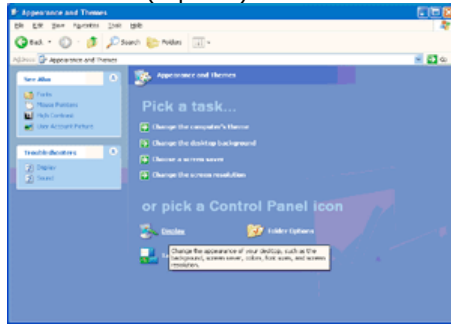 Appearance and Themes
File Edit View Favorites Tools Help
Back Search Folders
Address Appearance and Themes Go
See Also
Fonts
Mouse Pointers
High Contrast
User Account Picture
Troubleshooters
Display
Sound
Appearance and Themes
Pick a task...
Change the computer's theme
Change the desktop background
Choose a screen saver
Change the screen resolution
or pick a Control Panel icon
Display Folder Options
Change the appearance of your desktop, such as the
background, screen saver, colors, font sizes, and screen
resolution.